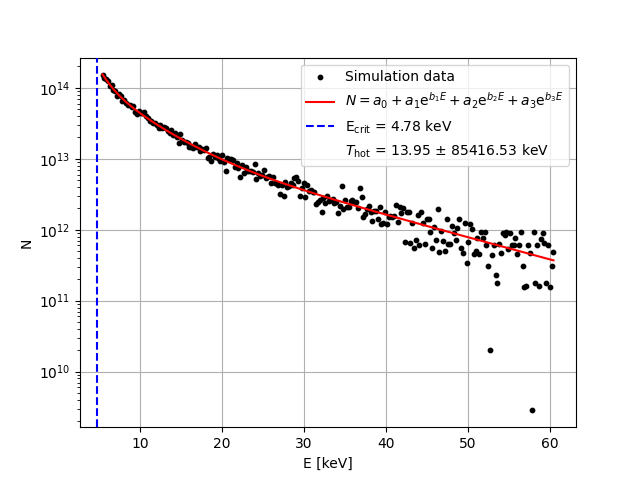 Simulation data
N = a₀ + a₁e^{b₁E} + a₂e^{b₂E} + a₃e^{b₃E}
E_crit = 4.78 keV
T_hot = 13.95 ± 85416.53 keV
10¹⁴
10¹³
10¹²
10¹¹
10¹⁰
N
10 20 30 40 50 60
E [keV]